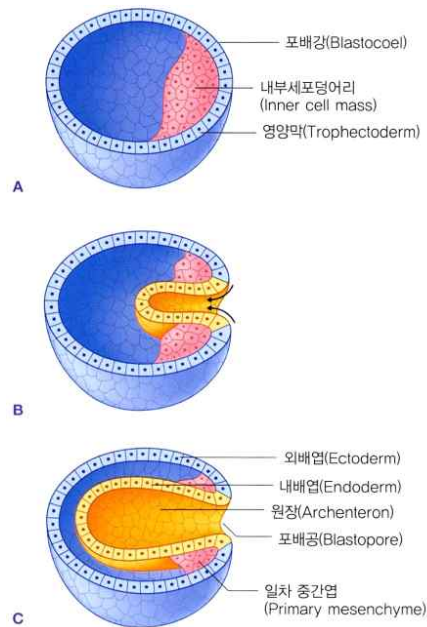 포배강(Blastocoel)
내부세포덩어리
(Inner cell mass)
영양막(Trophectoderm)
A
B
외배엽(Ectoderm)
내배엽(Endoderm)
원장(Archenteron)
포배공(Blastopore)
일차 중간엽
(Primary mesenchyme)
C